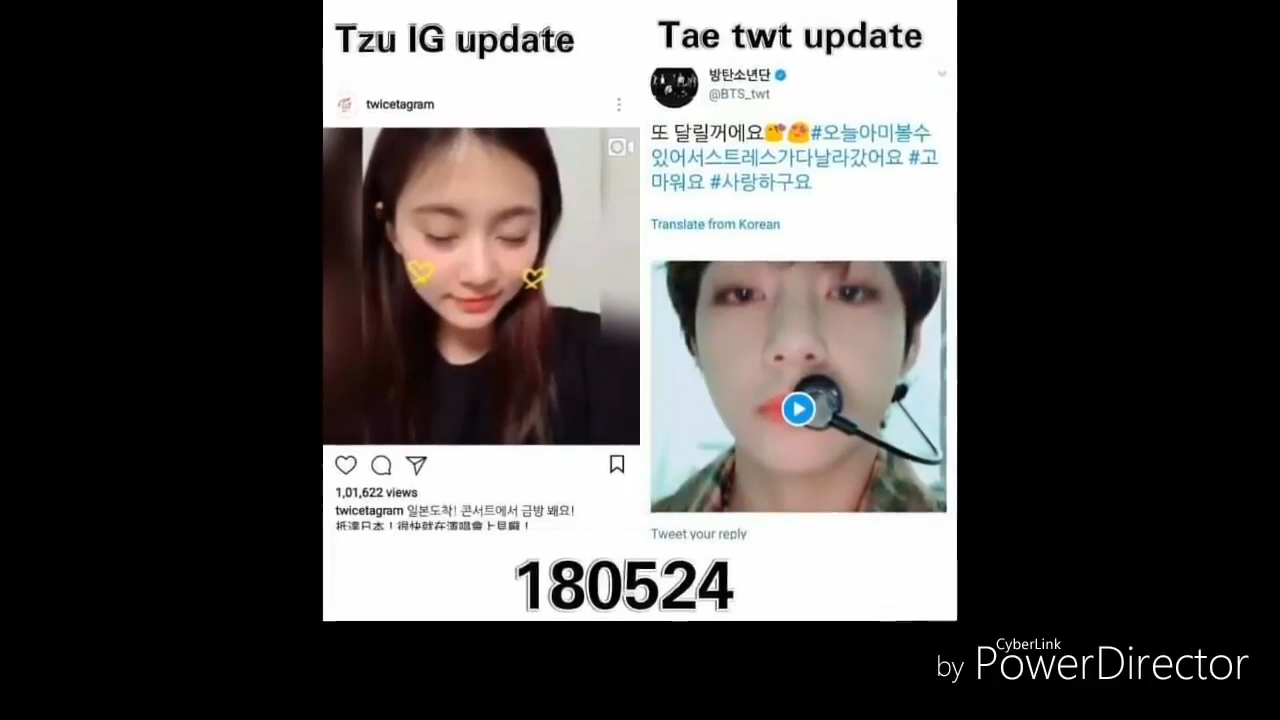 Tzu IG update
twicetagram
1,01,622 views
twicetagram 일본도착! 콘서트에서 금방 봬요!
抵達日本！很快就在演唱會上見啊！
Tae twt update
방탄소년단
@BTS_twt
또 달릴꺼에요😘😍#오늘아미볼수
있어서스트레스가다날라갔어요 #고
마워요 #사랑하구요
Translate from Korean
Tweet your reply
180524
CyberLink
by PowerDirector